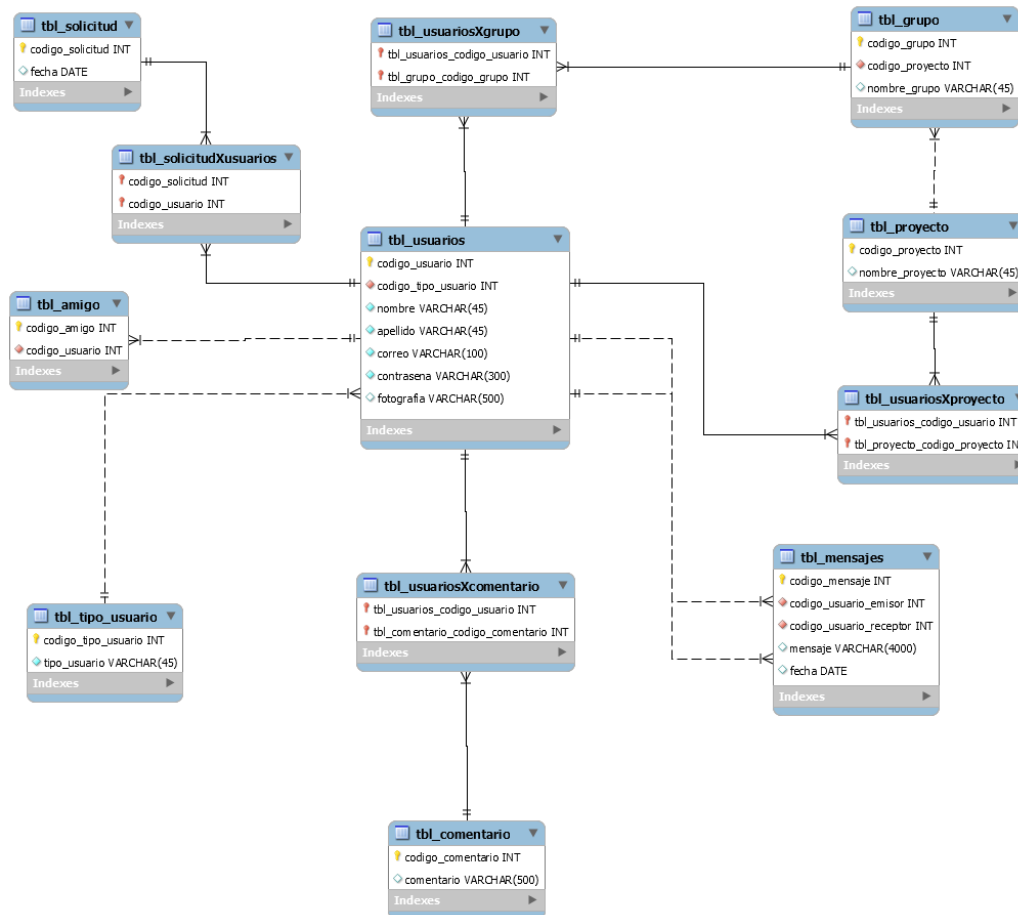 tbl_solicitud
codigo_solicitud INT
fecha DATE
Indexes
tbl_usuariosXgrupo
tbl_usuarios_codigo_usuario INT
tbl_grupo_codigo_grupo INT
Indexes
tbl_grupo
codigo_grupo INT
codigo_proyecto INT
nombre_grupo VARCHAR(45)
Indexes
tbl_solicitudXusuarios
codigo_solicitud INT
codigo_usuario INT
Indexes
tbl_usuarios
codigo_usuario INT
codigo_tipo_usuario INT
nombre VARCHAR(45)
apellido VARCHAR(45)
correo VARCHAR(100)
contrasena VARCHAR(300)
fotografia VARCHAR(500)
Indexes
tbl_proyecto
codigo_proyecto INT
nombre_proyecto VARCHAR(45)
Indexes
tbl_amigo
codigo_amigo INT
codigo_usuario INT
Indexes
tbl_usuariosXproyecto
tbl_usuarios_codigo_usuario INT
tbl_proyecto_codigo_proyecto IN
Indexes
tbl_tipo_usuario
codigo_tipo_usuario INT
tipo_usuario VARCHAR(45)
Indexes
tbl_usuariosXcomentario
tbl_usuarios_codigo_usuario INT
tbl_comentario_codigo_comentario INT
Indexes
tbl_mensajes
codigo_mensaje INT
codigo_usuario_emisor INT
codigo_usuario_receptor INT
mensaje VARCHAR(4000)
fecha DATE
Indexes
tbl_comentario
codigo_comentario INT
comentario VARCHAR(500)
Indexes